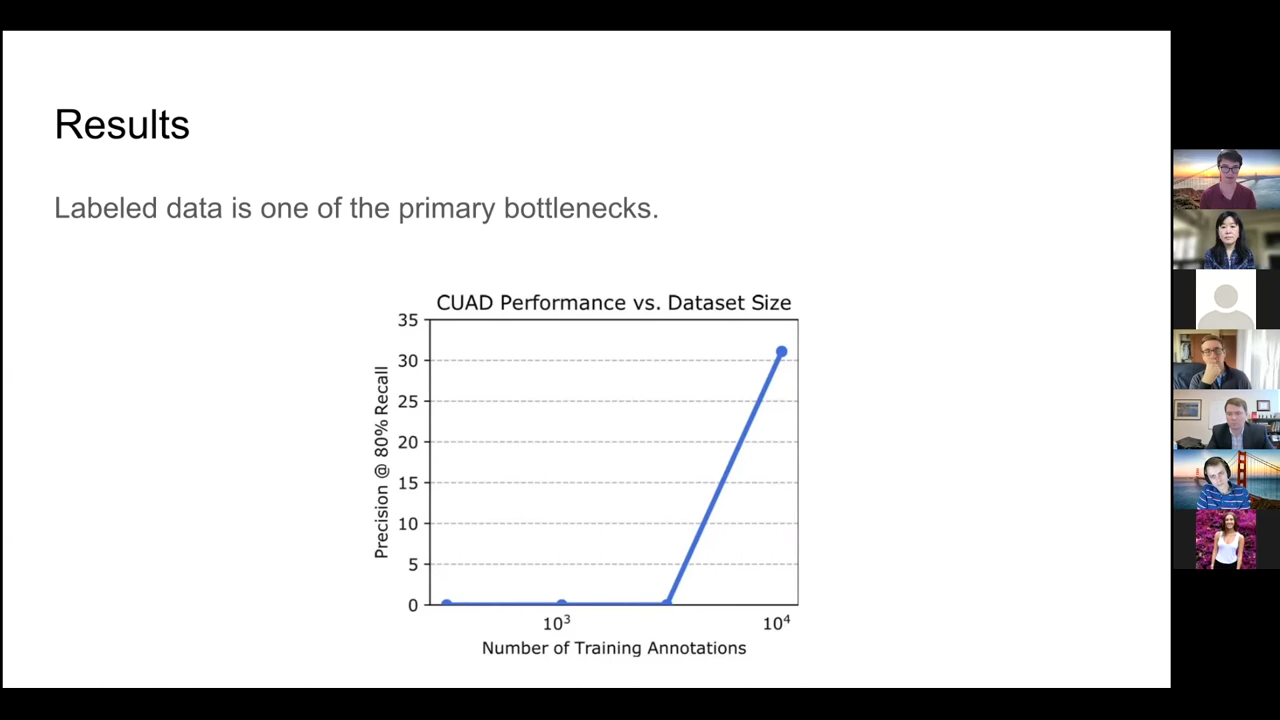 Results
Labeled data is one of the primary bottlenecks.
CUAD Performance vs. Dataset Size
35
30
25
20
15
10
5
0
Precision @ 80% Recall
10³
10⁴
Number of Training Annotations